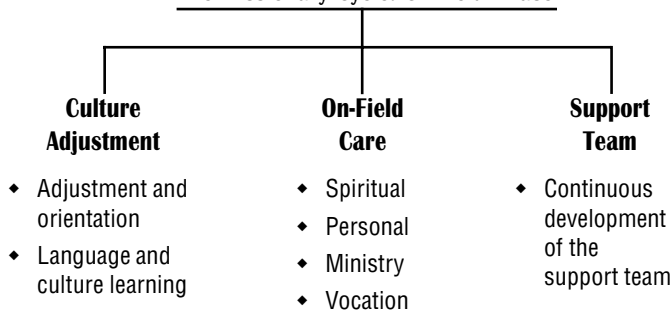 Missionary
Culture
Adjustment
◆ Adjustment and
orientation
◆ Language and
culture learning
On-Field
Care
◆ Spiritual
◆ Personal
◆ Ministry
◆ Vocation
Support
Team
◆ Continuous
development
of the
support team